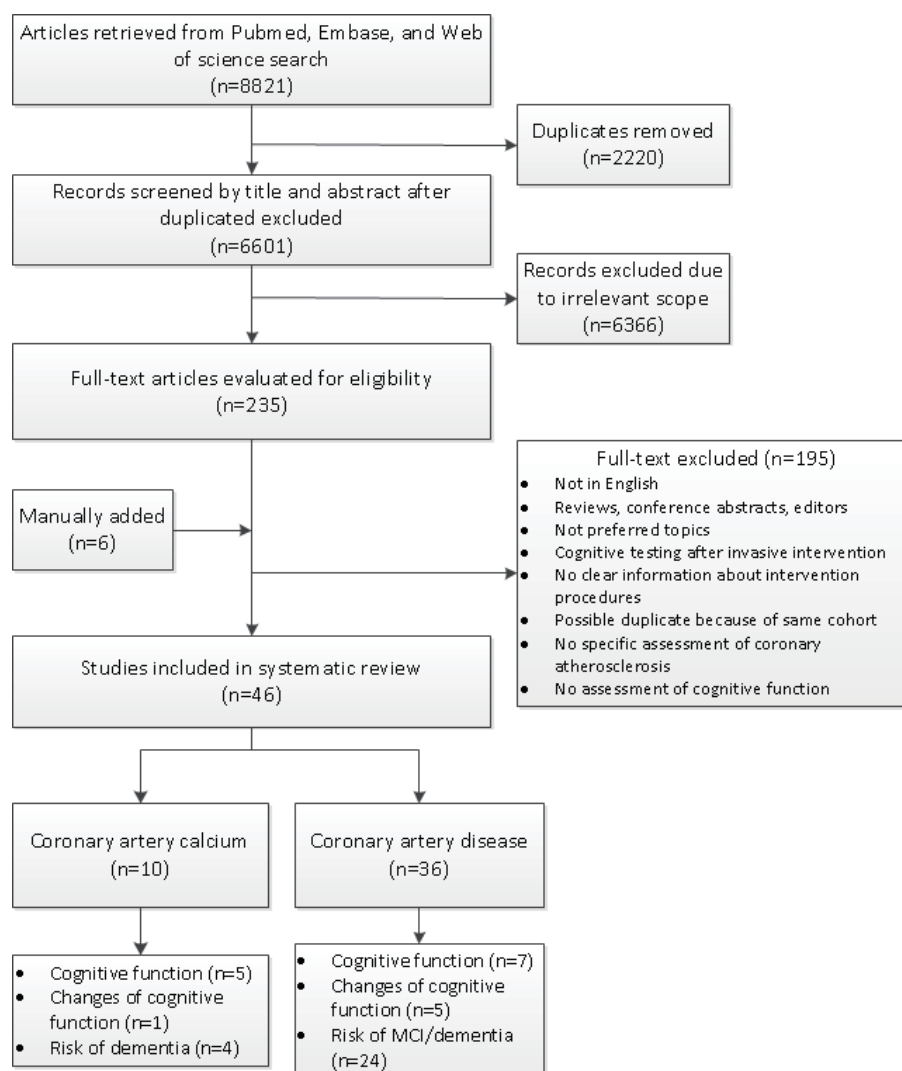 Articles retrieved from Pubmed, Embase, and Web
of science search
(n=8821)
Duplicates removed
(n=2220)
Records screened by title and abstract after
duplicated excluded
(n=6601)
Records excluded due
to irrelevant scope
(n=6366)
Full-text articles evaluated for eligibility
(n=235)
Full-text excluded (n=195)
• Not in English
• Reviews, conference abstracts, editors
• Not preferred topics
• Cognitive testing after invasive intervention
• No clear information about intervention
procedures
• Possible duplicate because of same cohort
• No specific assessment of coronary
atherosclerosis
• No assessment of cognitive function
Manually added
(n=6)
Studies included in systematic review
(n=46)
Coronary artery calcium
(n=10)
Coronary artery disease
(n=36)
• Cognitive function (n=5)
• Changes of cognitive
function (n=1)
• Risk of dementia (n=4)
• Cognitive function (n=7)
• Changes of cognitive
function (n=5)
• Risk of MCI/dementia
(n=24)